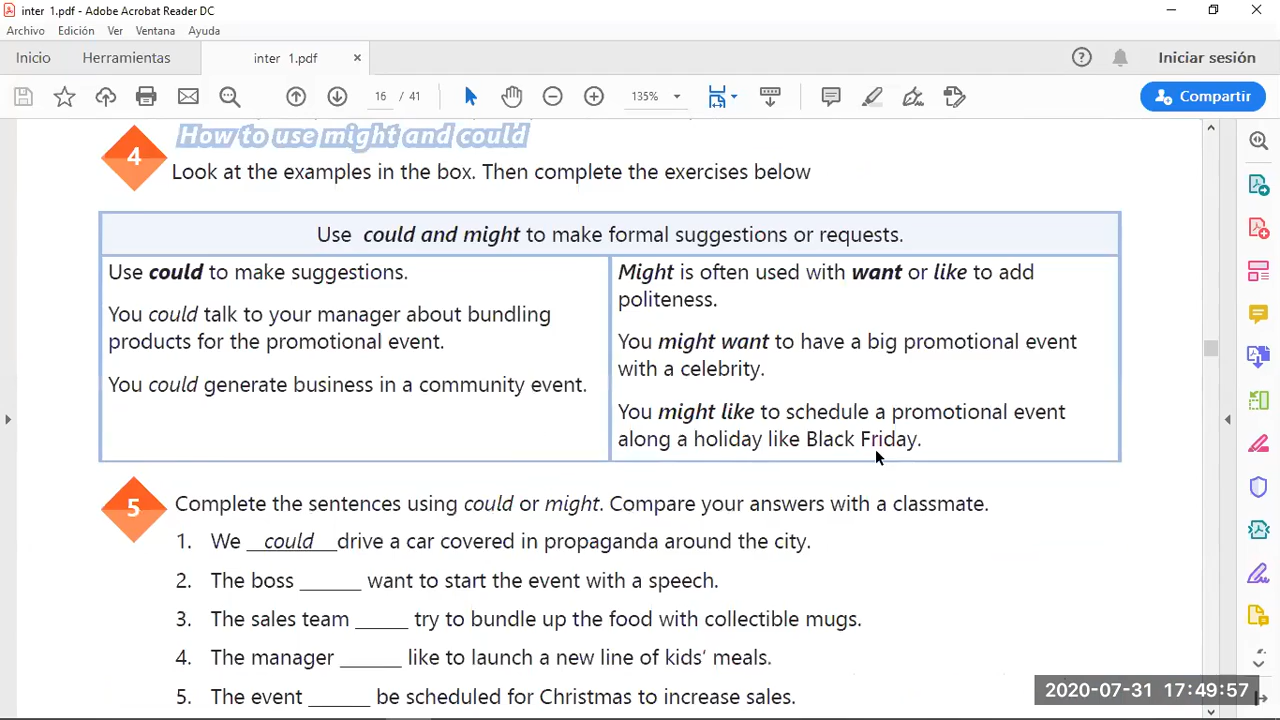 inter 1.pdf - Adobe Acrobat Reader DC
Archivo Edición Ver Ventana Ayuda
Inicio Herramientas inter 1.pdf × Iniciar sesión
16 / 41 135% Compartir
How to use might and could
4
Look at the examples in the box. Then complete the exercises below
Use could and might to make formal suggestions or requests.
Use could to make suggestions.
You could talk to your manager about bundling
products for the promotional event.
You could generate business in a community event.
Might is often used with want or like to add
politeness.
You might want to have a big promotional event
with a celebrity.
You might like to schedule a promotional event
along a holiday like Black Friday.
5
Complete the sentences using could or might. Compare your answers with a classmate.
1. We __could__drive a car covered in propaganda around the city.
2. The boss ______ want to start the event with a speech.
3. The sales team _____ try to bundle up the food with collectible mugs.
4. The manager ______ like to launch a new line of kids’ meals.
5. The event ______ be scheduled for Christmas to increase sales.
2020-07-31 17:49:57